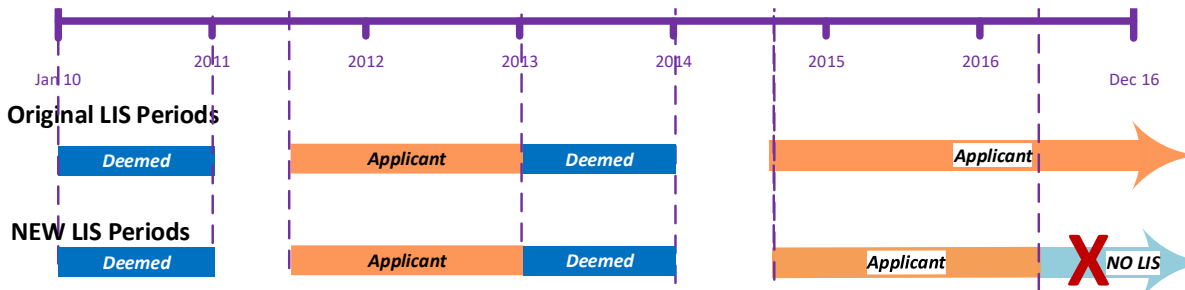 2011 2012 2013 2014 2015 2016
Jan 10 Dec 16
Original LIS Periods
Deemed Applicant Deemed Applicant
NEW LIS Periods
Deemed Applicant Deemed Applicant X NO LIS